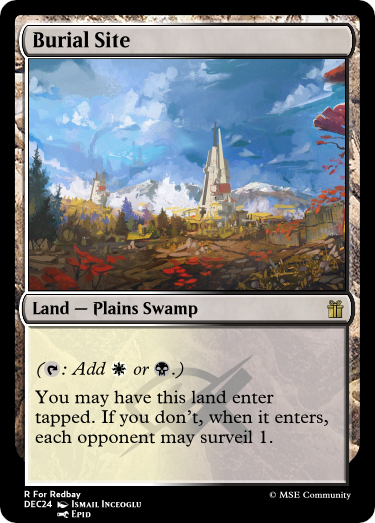 Burial Site
Land — Plains Swamp
(: Add or .)
You may have this land enter
tapped. If you don't, when it enters,
each opponent may surveil 1.
R For Redbay
DEC24 Ismail Inceoglu
Epid
© MSE Community